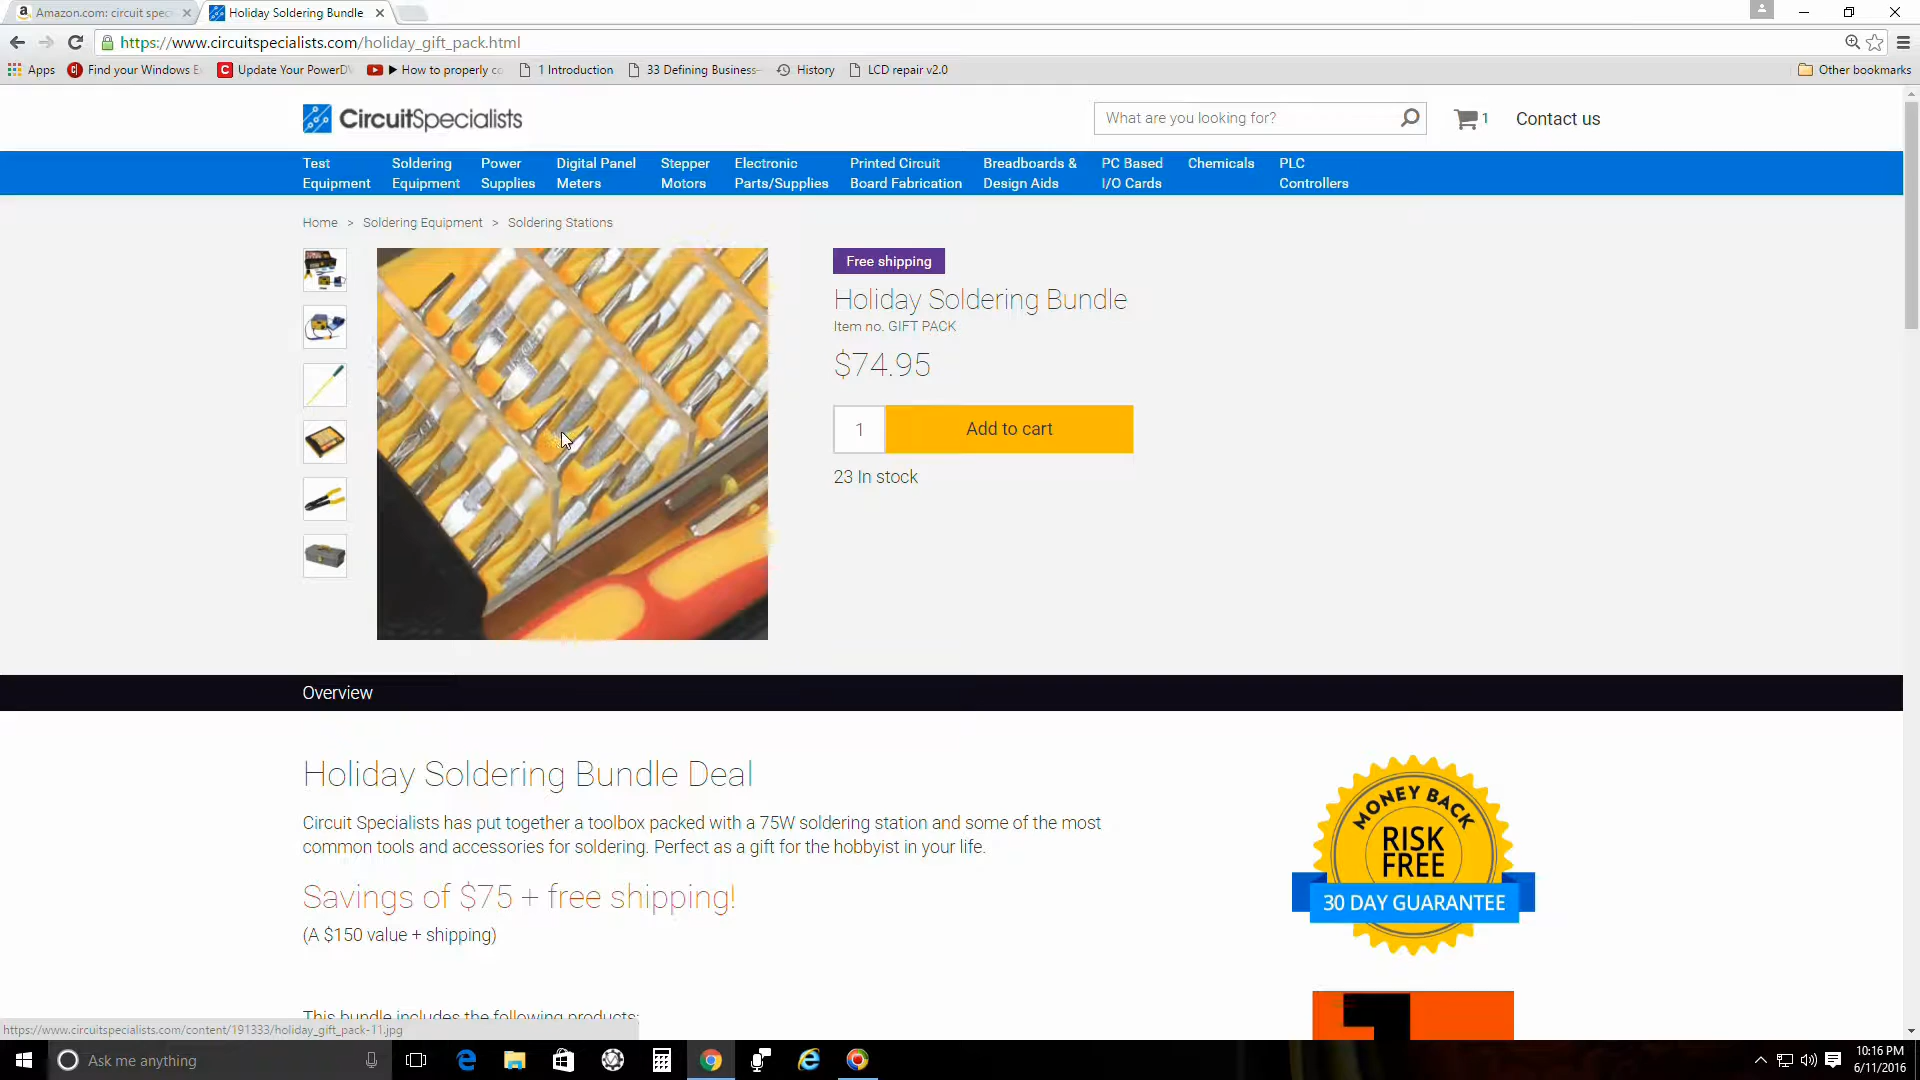 Amazon.com: circuit spec
Holiday Soldering Bundle
https://www.circuitspecialists.com/holiday_gift_pack.html
Apps
Find your Windows E
Update Your PowerDV
How to properly co
1 Introduction
33 Defining Business
History
LCD repair v2.0
Other bookmarks
CircuitSpecialists
What are you looking for?
1
Contact us
Test Equipment
Soldering Equipment
Power Supplies
Digital Panel Meters
Stepper Motors
Electronic Parts/Supplies
Printed Circuit Board Fabrication
Breadboards & Design Aids
PC Based I/O Cards
Chemicals
PLC Controllers
Home > Soldering Equipment > Soldering Stations
Free shipping
Holiday Soldering Bundle
Item no. GIFT PACK
$74.95
1
Add to cart
23 In stock
Overview
Holiday Soldering Bundle Deal
Circuit Specialists has put together a toolbox packed with a 75W soldering station and some of the most
common tools and accessories for soldering. Perfect as a gift for the hobbyist in your life.
Savings of $75 + free shipping!
(A $150 value + shipping)
This bundle includes the following products:
MONEY BACK
RISK
FREE
30 DAY GUARANTEE
https://www.circuitspecialists.com/content/191333/holiday_gift_pack-11.jpg
Ask me anything
10:16 PM
6/11/2016